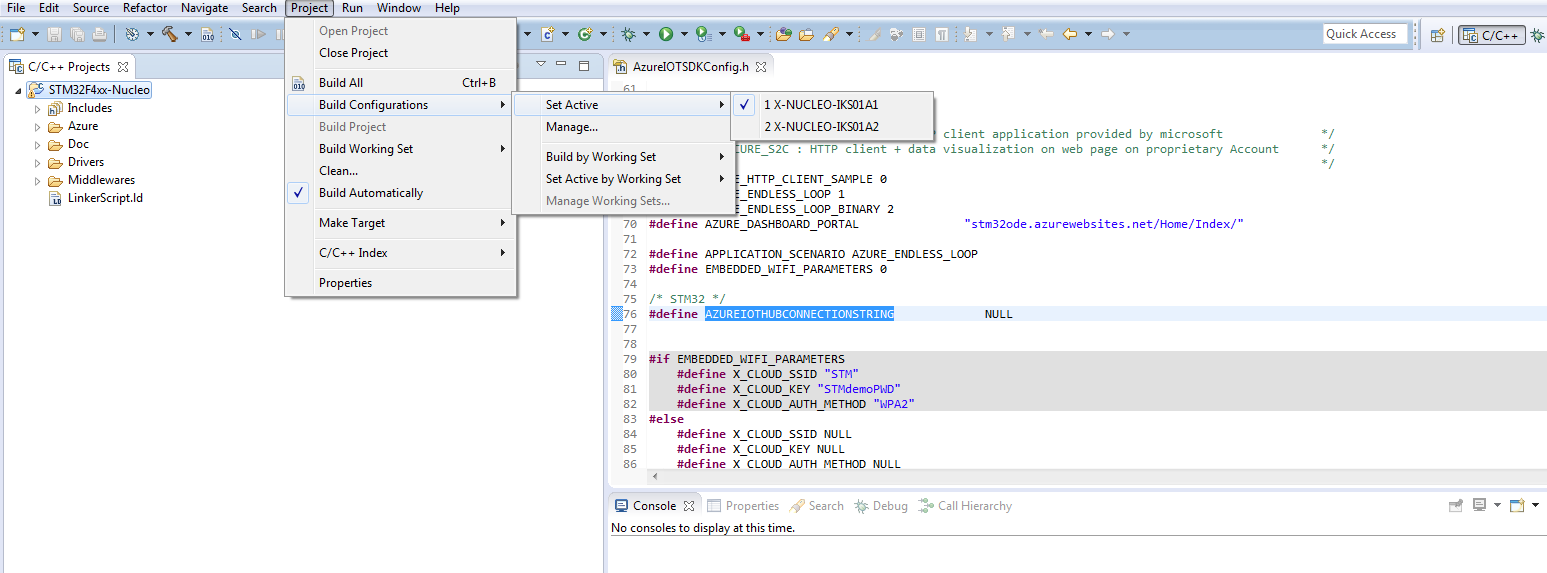 File Edit Source Refactor Navigate Search Project Run Window Help
Quick Access C/C++
C/C++ Projects
STM32F4xx-Nucleo
Includes
Azure
Doc
Drivers
Middlewares
LinkerScript.ld
Open Project
Close Project
Build All Ctrl+B
Build Configurations
Build Project
Build Working Set
Clean...
Build Automatically
Make Target
C/C++ Index
Properties
Set Active
Manage...
Build by Working Set
Set Active by Working Set
Manage Working Sets...
1 X-NUCLEO-IKS01A1
2 X-NUCLEO-IKS01A2
AzureIOTSDKConfig.h
61
client application provided by microsoft */
URE_S2C : HTTP client + data visualization on web page on proprietary Account */
*/
E_HTTP_CLIENT_SAMPLE 0
E_ENDLESS_LOOP 1
E_ENDLESS_LOOP_BINARY 2
70 #define AZURE_DASHBOARD_PORTAL "stm32ode.azurewebsites.net/Home/Index/"
71
72 #define APPLICATION_SCENARIO AZURE_ENDLESS_LOOP
73 #define EMBEDDED_WIFI_PARAMETERS 0
74
75 /* STM32 */
76 #define AZUREIOTHUBCONNECTIONSTRING NULL
77
78
79 #if EMBEDDED_WIFI_PARAMETERS
80 #define X_CLOUD_SSID "STM"
81 #define X_CLOUD_KEY "STMdemoPWD"
82 #define X_CLOUD_AUTH_METHOD "WPA2"
83 #else
84 #define X_CLOUD_SSID NULL
85 #define X_CLOUD_KEY NULL
86 #define X_CLOUD_AUTH_METHOD NULL
Console Properties Search Debug Call Hierarchy
No consoles to display at this time.